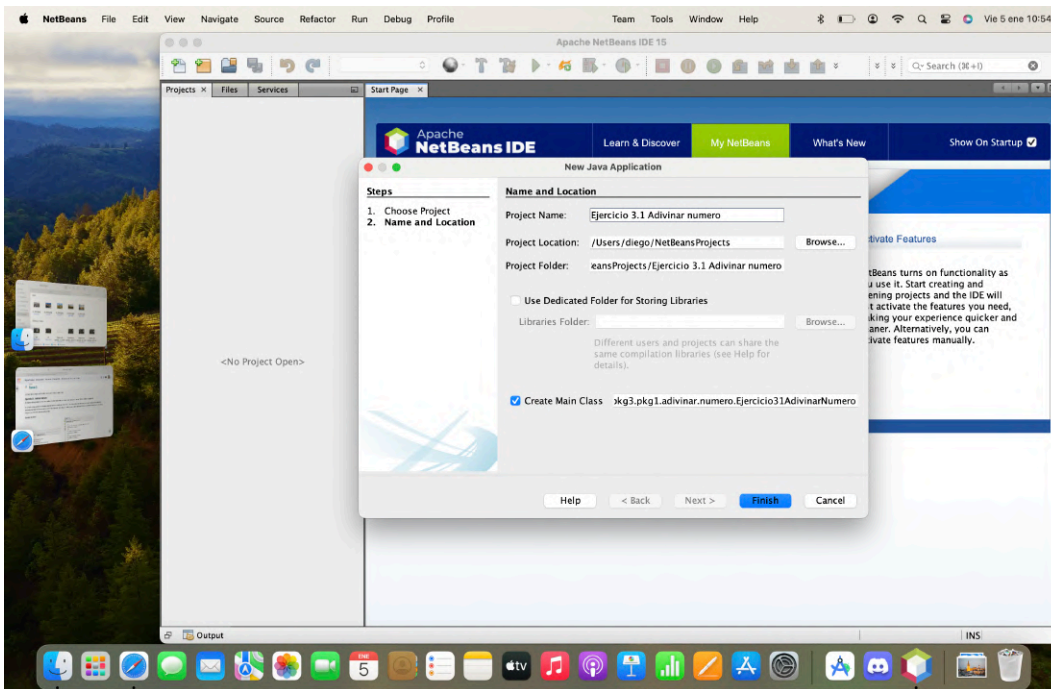 NetBeans File Edit View Navigate Source Refactor Run Debug Profile Team Tools Window Help Vie 5 ene 10:54
Apache NetBeans IDE 15
Search (⌘+I)
Projects Files Services Start Page
Apache
NetBeans IDE
Learn & Discover My NetBeans What's New Show On Startup
New Java Application
Steps
1. Choose Project
2. Name and Location
Name and Location
Project Name: Ejercicio 3.1 Adivinar numero
Project Location: /Users/diego/NetBeansProjects Browse...
Project Folder: eansProjects/Ejercicio 3.1 Adivinar numero
Use Dedicated Folder for Storing Libraries
Libraries Folder: Browse...
Different users and projects can share the
same compilation libraries (see Help for
details).
Create Main Class kg3.pkg1.adivinar.numero.Ejercicio31AdivinarNumero
Help < Back Next > Finish Cancel
tivate Features
tBeans turns on functionality as
u use it. Start creating and
ening projects and the IDE will
t activate the features you need,
king your experience quicker and
aner. Alternatively, you can
ivate features manually.
<No Project Open>
Output
INS
ENE
5
tv